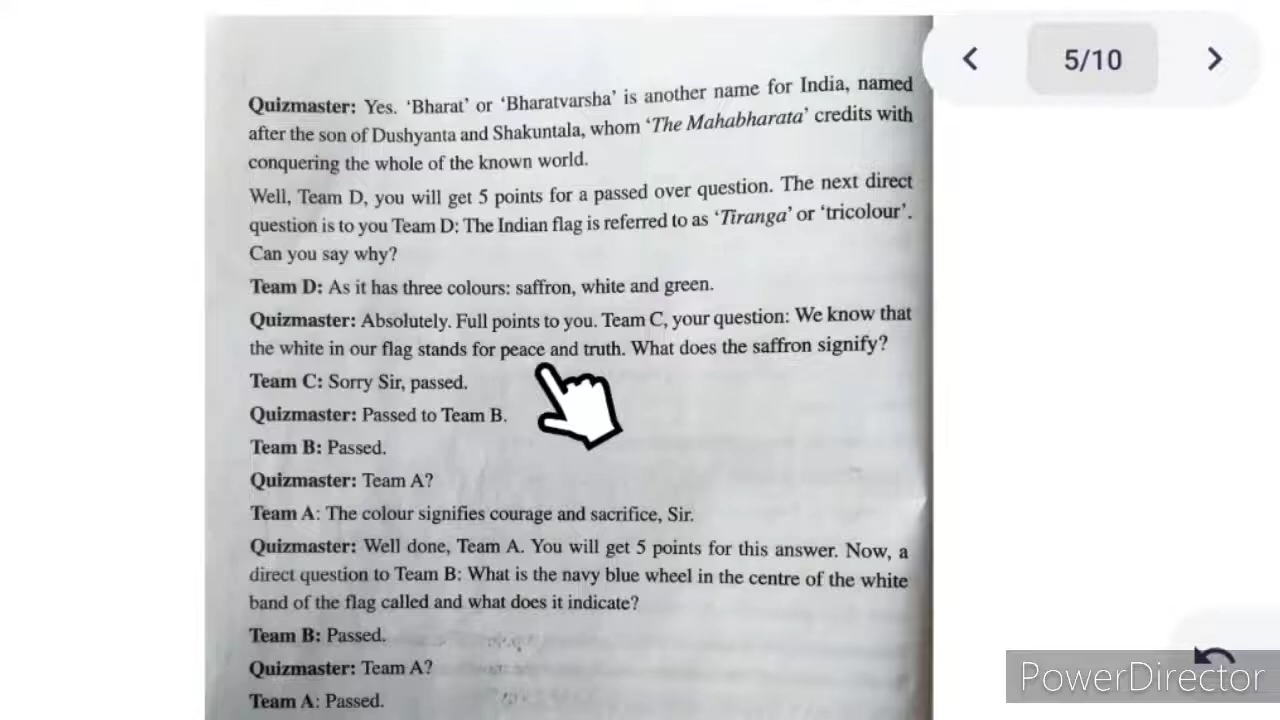 5/10
Quizmaster: Yes. ‘Bharat’ or ‘Bharatvarsha’ is another name for India, named
after the son of Dushyanta and Shakuntala, whom ‘The Mahabharata’ credits with
conquering the whole of the known world.
Well, Team D, you will get 5 points for a passed over question. The next direct
question is to you Team D: The Indian flag is referred to as ‘Tiranga’ or ‘tricolour’.
Can you say why?
Team D: As it has three colours: saffron, white and green.
Quizmaster: Absolutely. Full points to you. Team C, your question: We know that
the white in our flag stands for peace and truth. What does the saffron signify?
Team C: Sorry Sir, passed.
Quizmaster: Passed to Team B.
Team B: Passed.
Quizmaster: Team A?
Team A: The colour signifies courage and sacrifice, Sir.
Quizmaster: Well done, Team A. You will get 5 points for this answer. Now, a
direct question to Team B: What is the navy blue wheel in the centre of the white
band of the flag called and what does it indicate?
Team B: Passed.
Quizmaster: Team A?
Team A: Passed.
PowerDirector